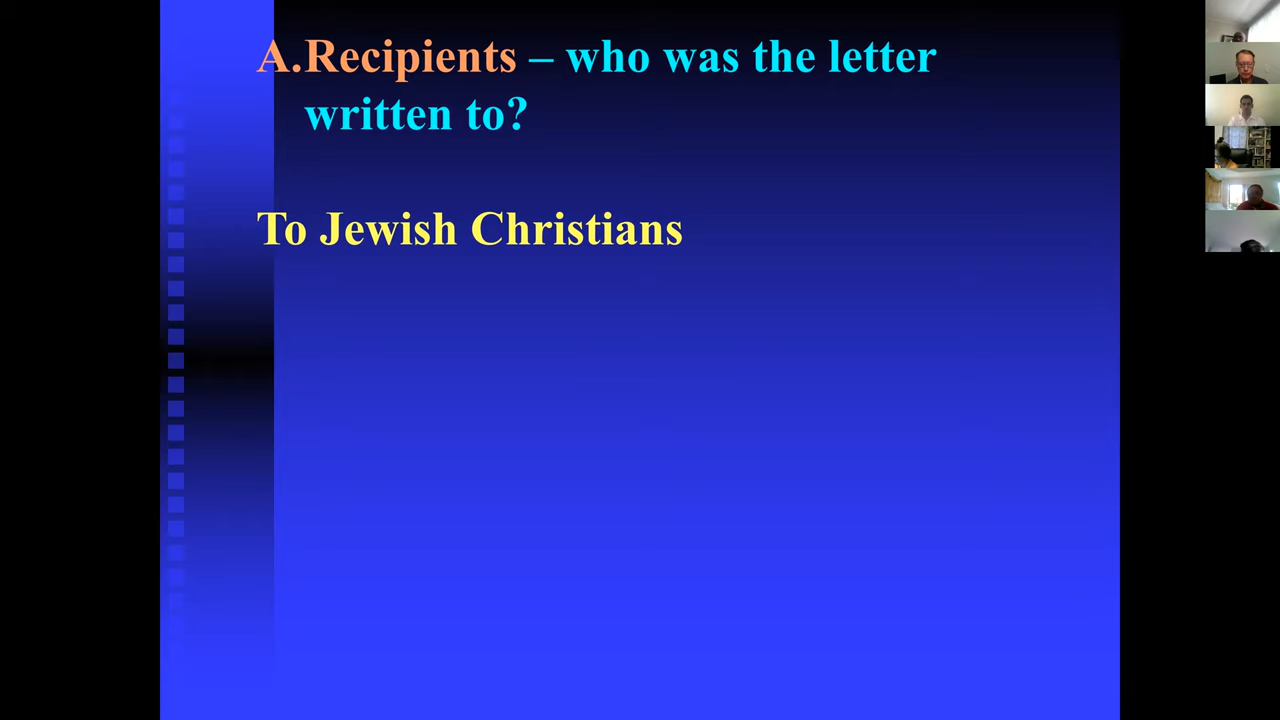 A.Recipients – who was the letter
written to?
To Jewish Christians